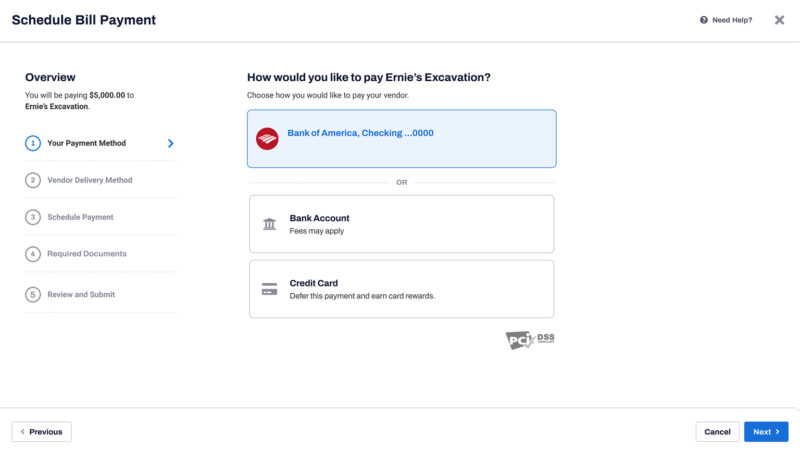 Schedule Bill Payment
Need Help?
Overview
You will be paying $5,000.00 to
Ernie's Excavation.
1 Your Payment Method
2 Vendor Delivery Method
3 Schedule Payment
4 Required Documents
5 Review and Submit
How would you like to pay Ernie's Excavation?
Choose how you would like to pay your vendor.
Bank of America, Checking ...0000
OR
Bank Account
Fees may apply
Credit Card
Defer this payment and earn card rewards.
PCI DSS
COMPLIANT
Previous
Cancel
Next